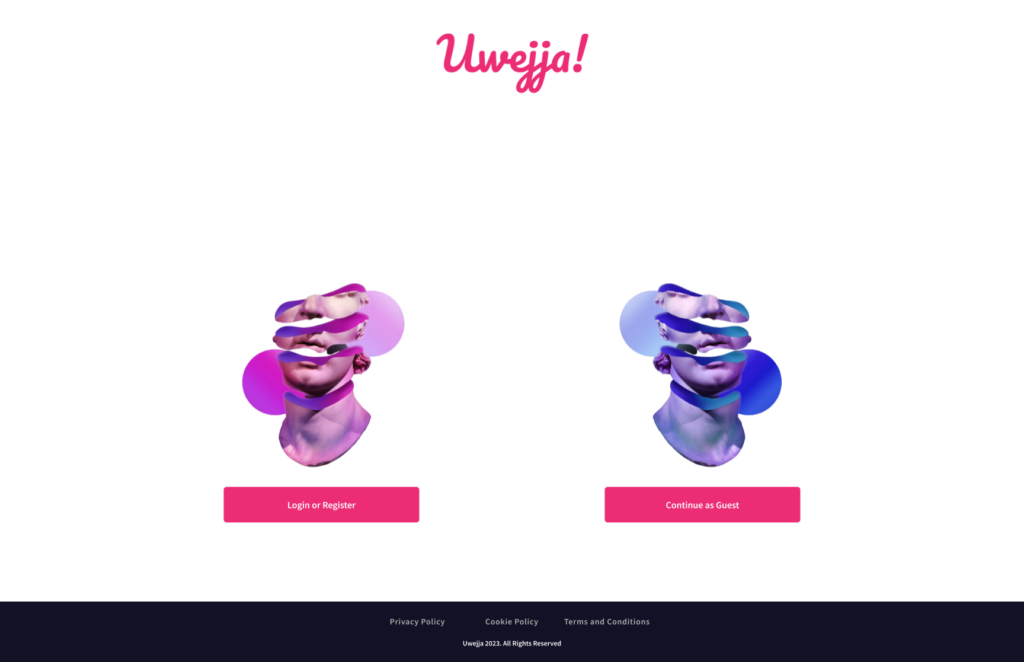 Uwejja!
Login or Register
Continue as Guest
Privacy Policy Cookie Policy Terms and Conditions
Uwejja 2023. All Rights Reserved